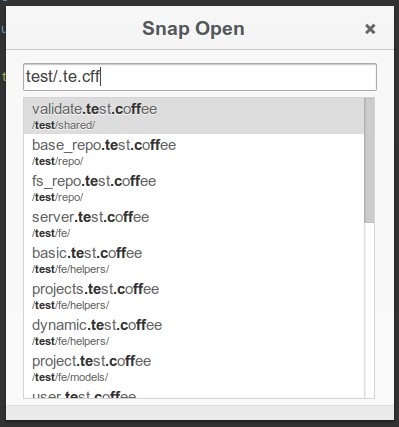 Snap Open
×
test/.te.cff
validate.test.coffee
/test/shared/
base_repo.test.coffee
/test/repo/
fs_repo.test.coffee
/test/repo/
server.test.coffee
/test/fe/
basic.test.coffee
/test/fe/helpers/
projects.test.coffee
/test/fe/helpers/
dynamic.test.coffee
/test/fe/helpers/
project.test.coffee
/test/fe/models/
user.test.coffee